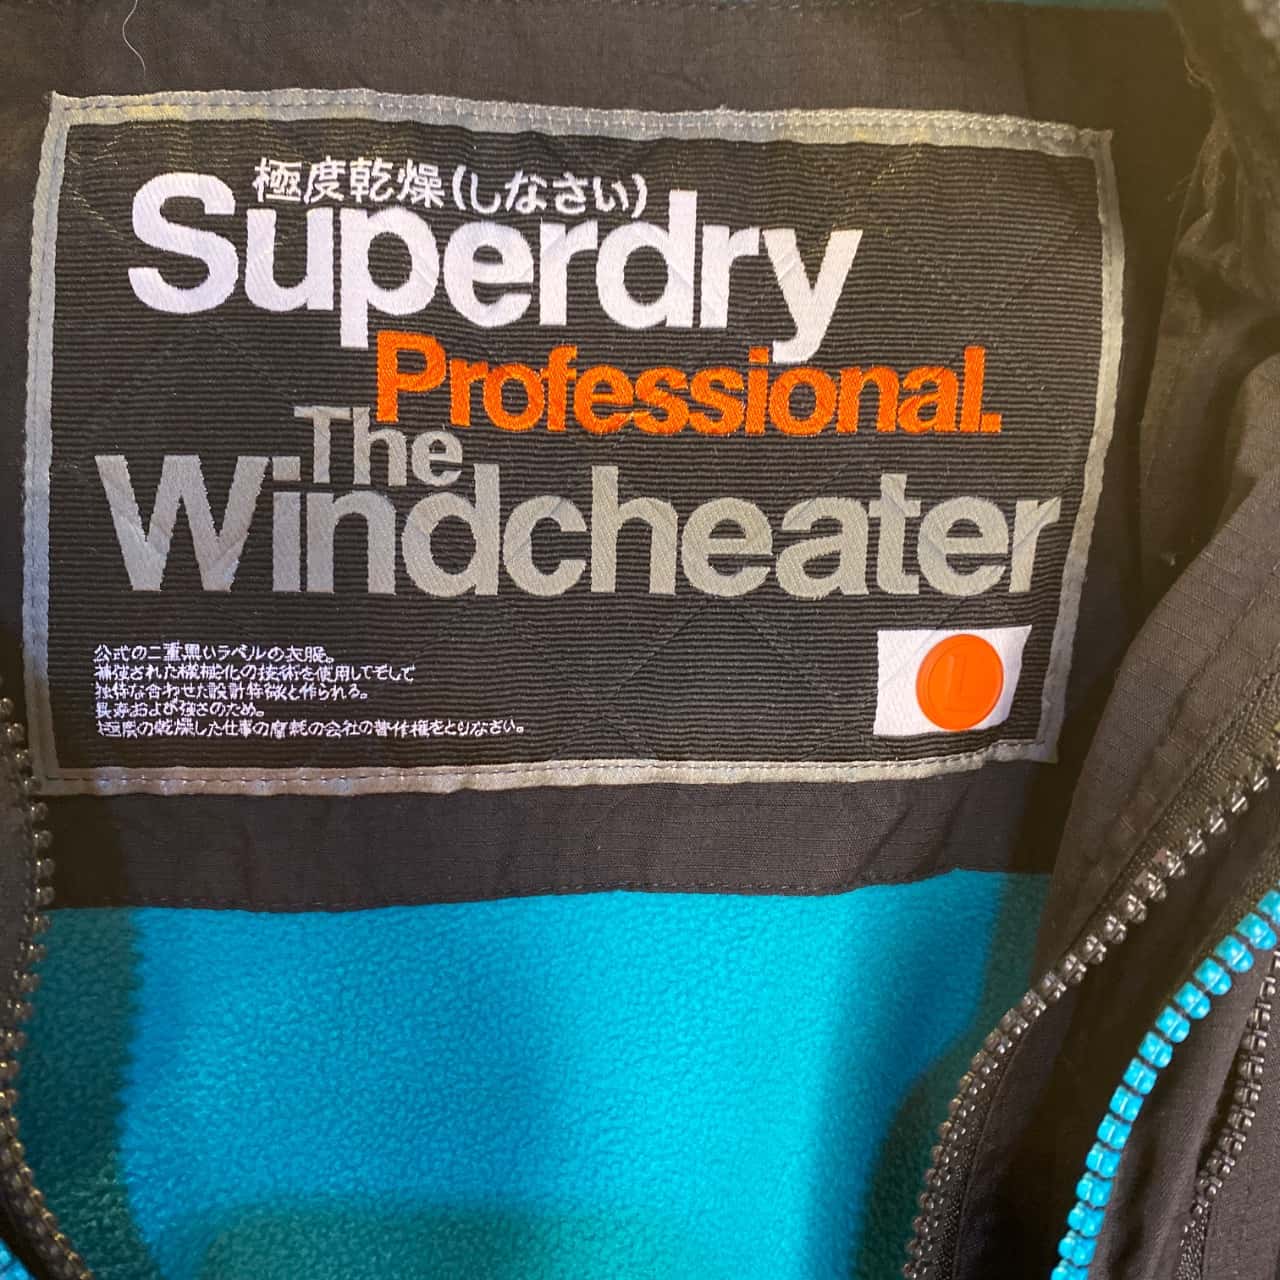 極度乾燥(しなさい)
Superdry
Professional.
The
Windcheater
公式の二重黒いラベルの衣服。
補強された機械化の技術を使用してそして
独特な合わせた設計特徴と作られる。
長寿および強さのため。
極度の乾燥した仕事の摩耗の会社の著作権をとりなさい。
L